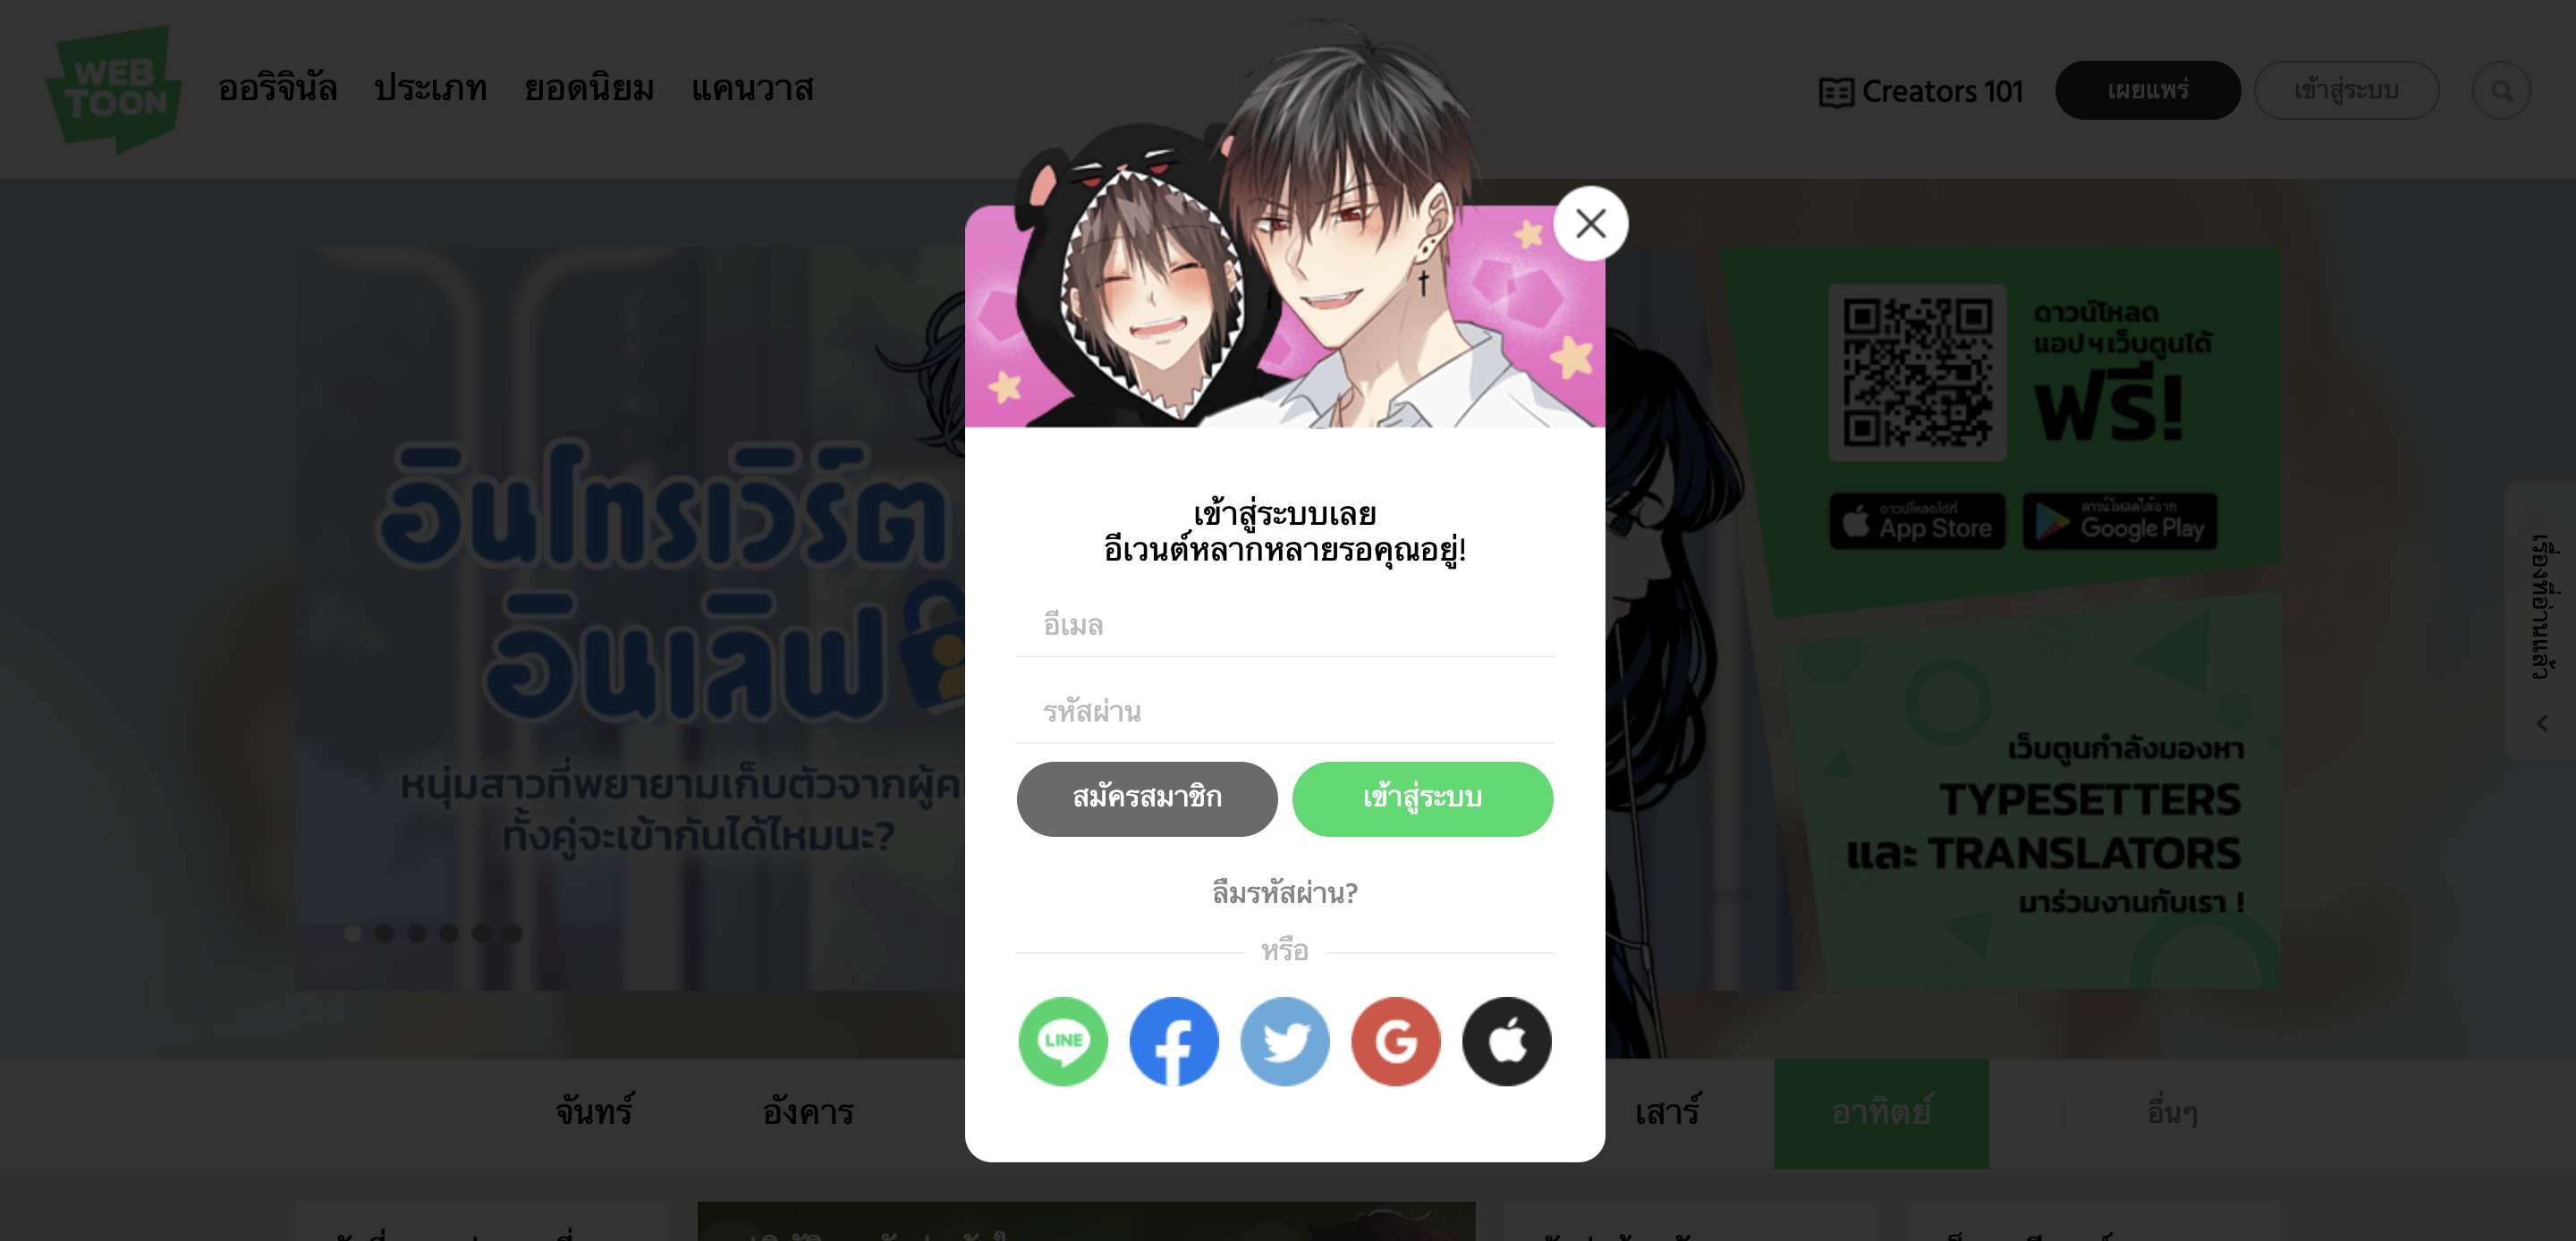 WEB
TOON
ออริจินัล ประเภท ยอดนิยม แคนวาส
Creators 101
เผยแพร่
เข้าสู่ระบบ
เข้าสู่ระบบเลย
อีเวนต์หลากหลายรอคุณอยู่!
อีเมล
รหัสผ่าน
สมัครสมาชิก
เข้าสู่ระบบ
ลืมรหัสผ่าน?
หรือ
LINE
อินโทรเวิร์ต
อินเลิฟ
หนุ่มสาวที่พยายามเก็บตัวจากผู้ค
ทั้งคู่จะเข้ากันได้ไหมนะ?
ดาวน์โหลด
แอปฯเว็บตูนได้
ฟรี!
ดาวน์โหลดได้ที่
App Store
ดาวน์โหลดได้จาก
Google Play
เว็บตูนกำลังมองหา
TYPESETTERS
และ TRANSLATORS
มาร่วมงานกับเรา !
เรื่องที่อ่านแล้ว
จันทร์ อังคาร เสาร์ อาทิตย์ อื่นๆ